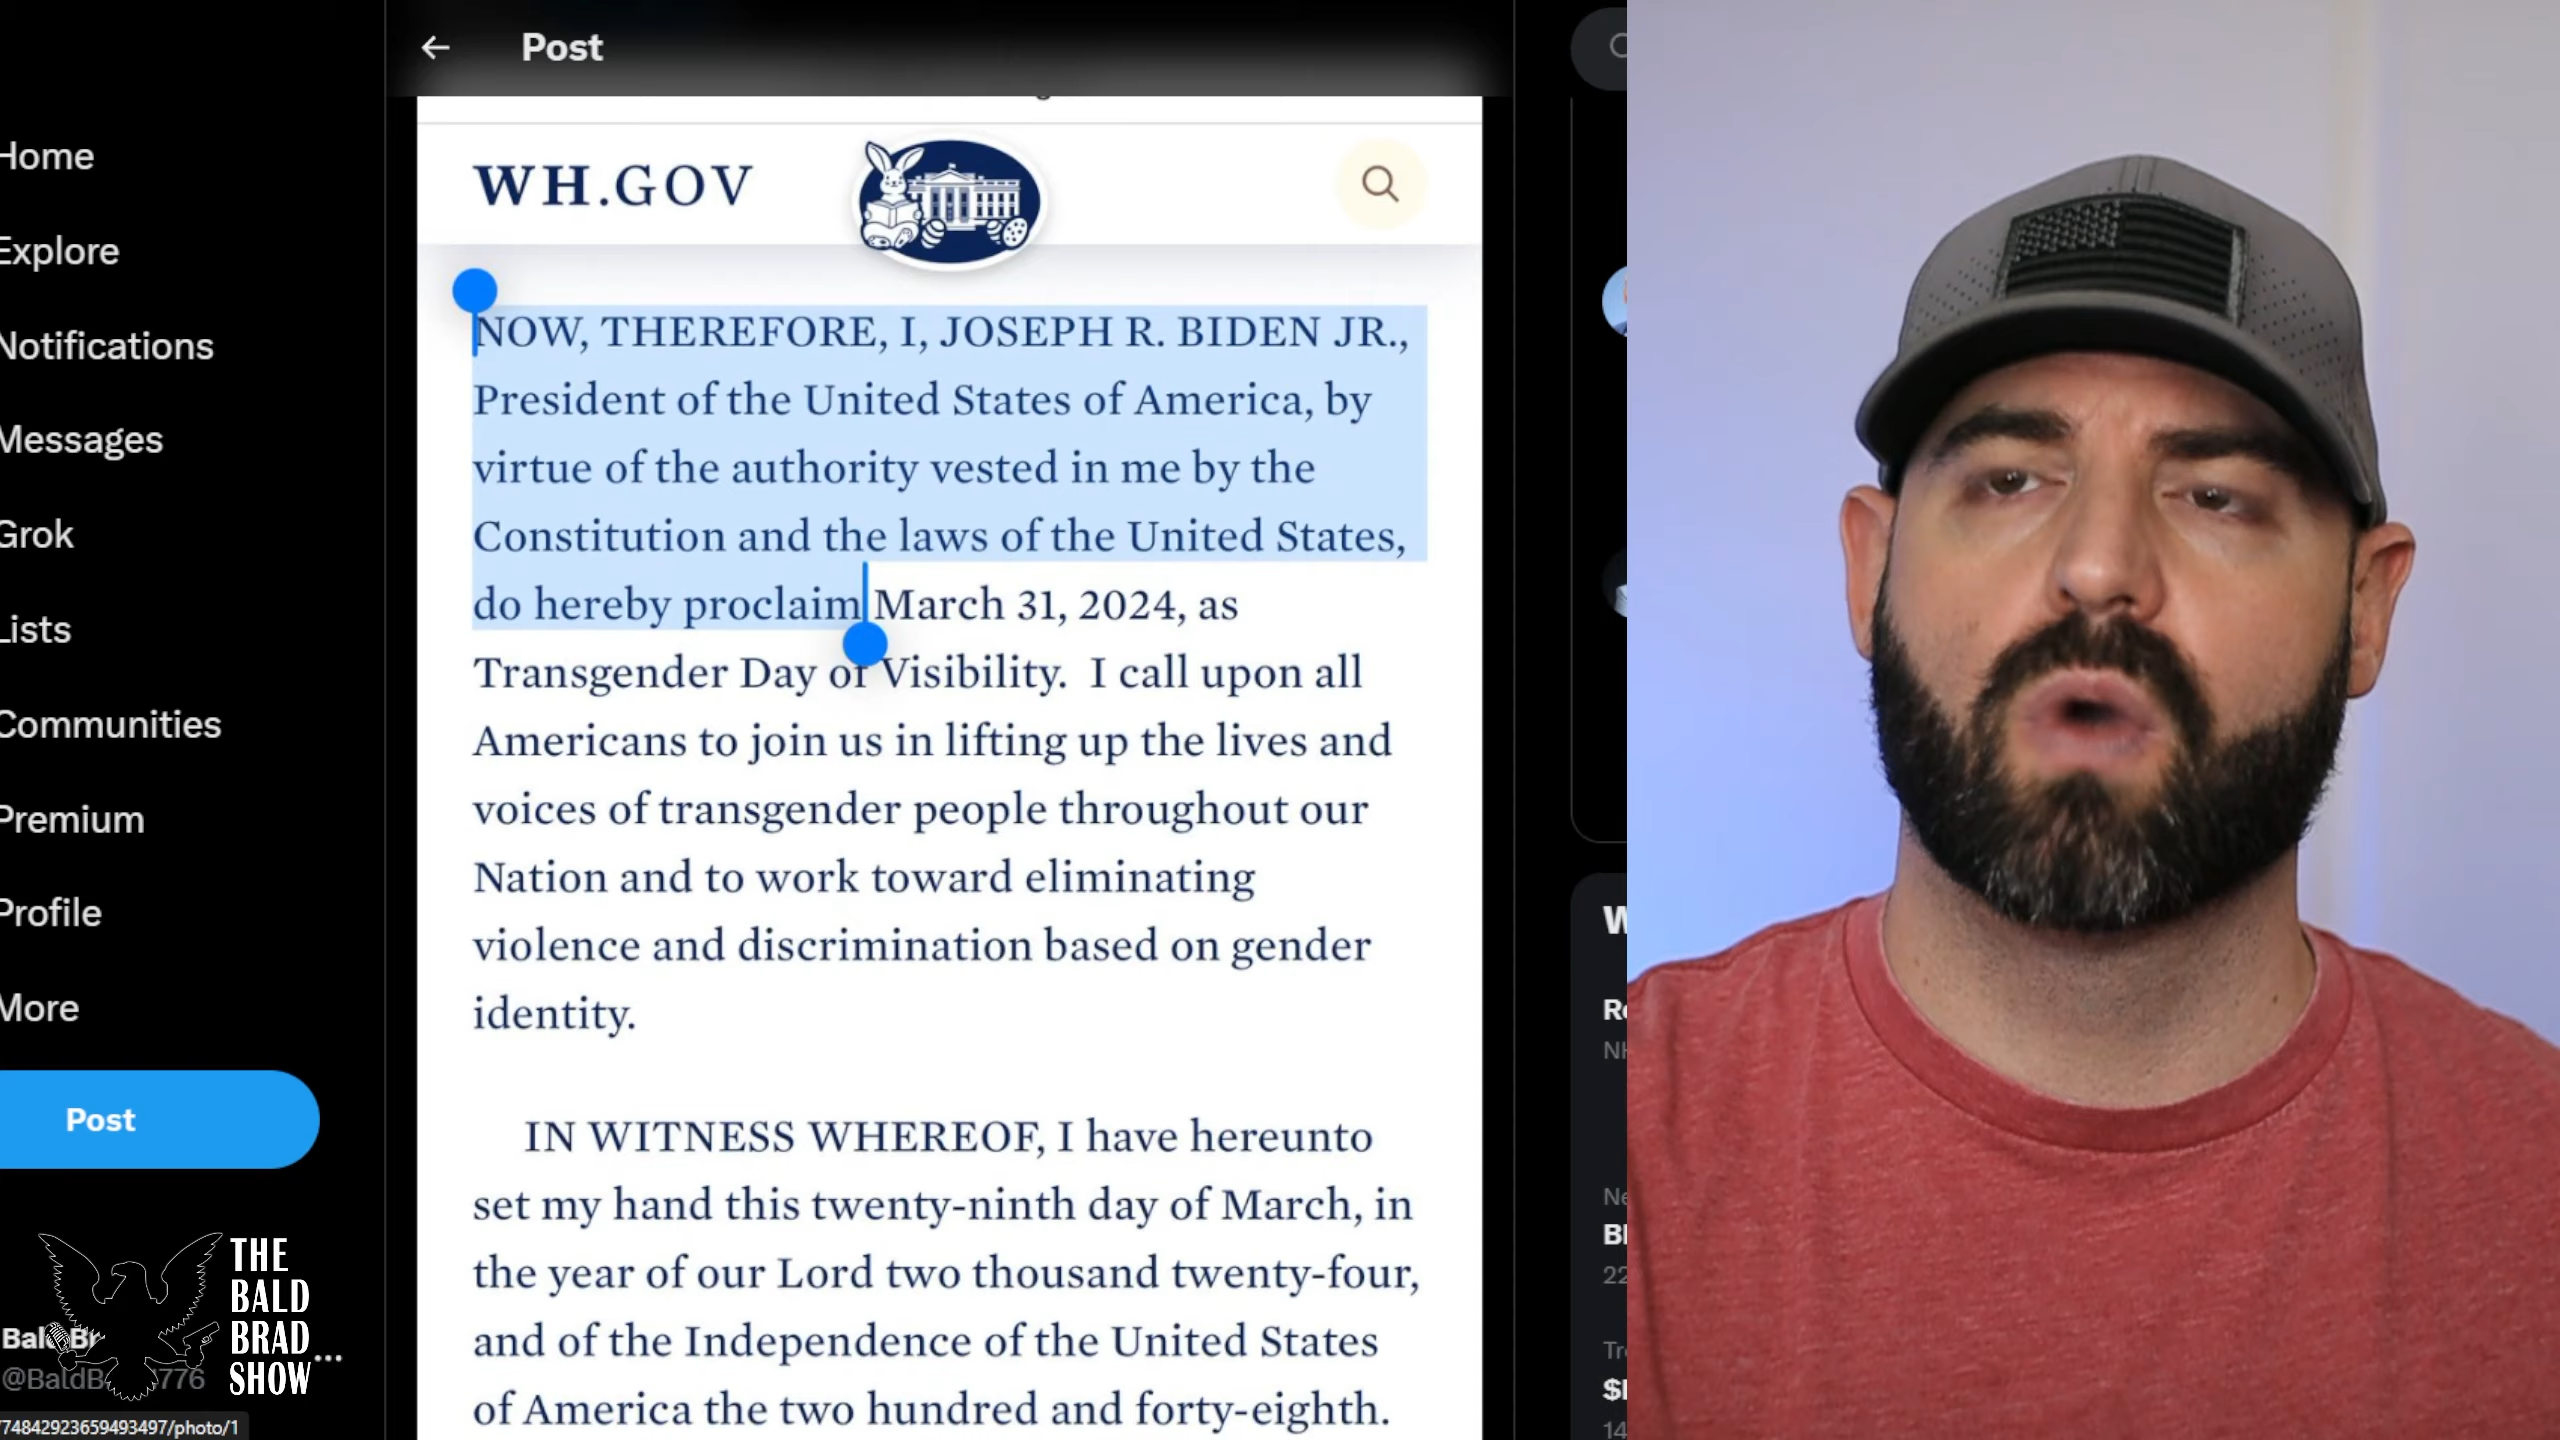 Post
Home
Explore
Notifications
Messages
Grok
Lists
Communities
Premium
Profile
More
Post
THE
BALD
BRAD
SHOW
...
74842923659493497/photo/1
WH.GOV
NOW, THEREFORE, I, JOSEPH R. BIDEN JR.,
President of the United States of America, by
virtue of the authority vested in me by the
Constitution and the laws of the United States,
do hereby proclaim March 31, 2024, as
Transgender Day of Visibility. I call upon all
Americans to join us in lifting up the lives and
voices of transgender people throughout our
Nation and to work toward eliminating
violence and discrimination based on gender
identity.
IN WITNESS WHEREOF, I have hereunto
set my hand this twenty-ninth day of March, in
the year of our Lord two thousand twenty-four,
and of the Independence of the United States
of America the two hundred and forty-eighth.